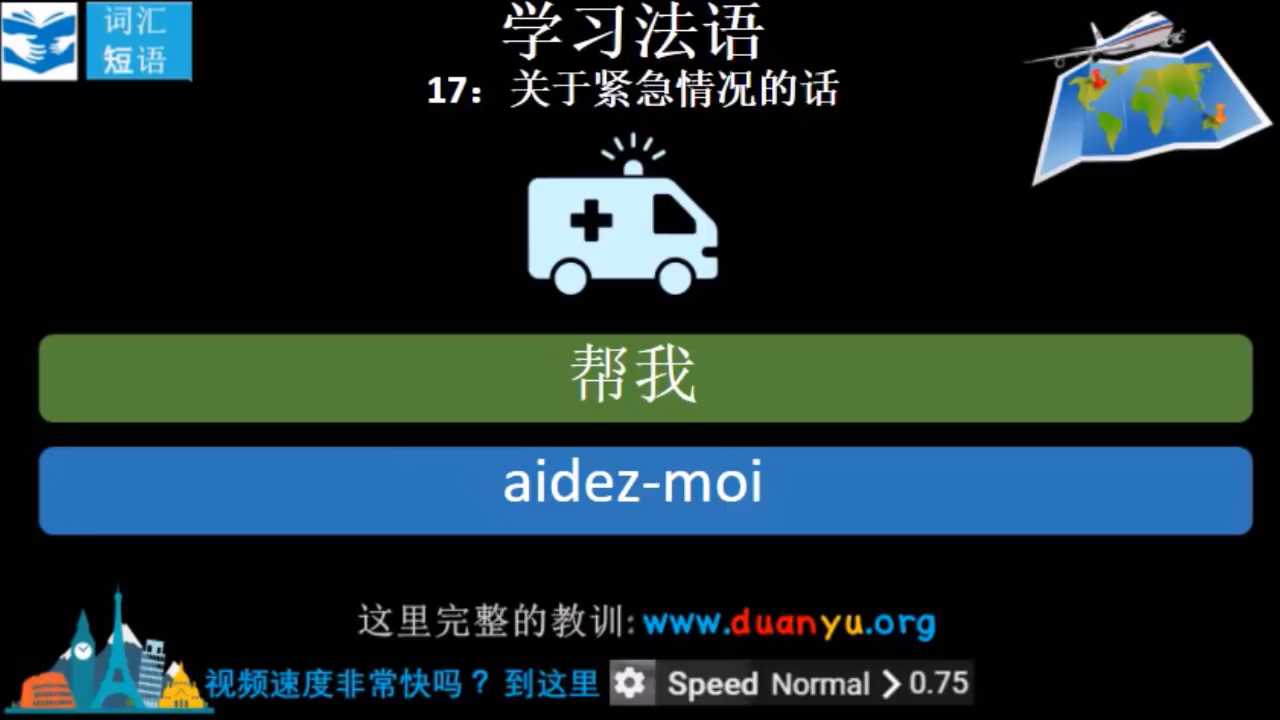 词汇
短语
学习法语
17：关于紧急情况的话
帮我
aidez-moi
这里完整的教训: www.duanyu.org
视频速度非常快吗？ 到这里 Speed Normal > 0.75